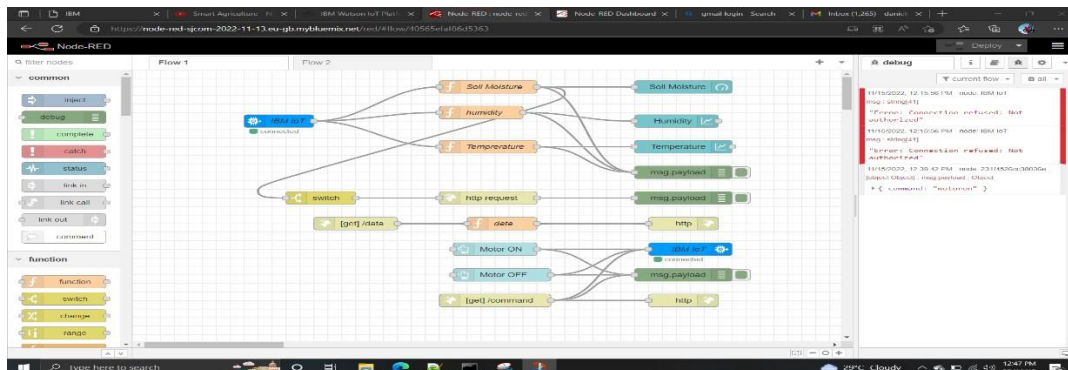 IBM
Smart Agriculture
IBM Watson IoT Platf
Node-RED : node-red
Node-RED Dashboard
gmail login - Search
Inbox (1,265)
https://node-red-sjcom-2022-11-13.eu-gb.mybluemix.net/red/#flow/40565efaf06d5363
Node-RED
Deploy
filter nodes
Flow 1
Flow 2
debug
current flow
all
common
inject
debug
complete
catch
status
link in
link call
link out
comment
function
function
switch
change
range
IBM IoT
connected
Soil Moisture
humidity
Temprerature
Soil Moisture
Humidity
Temperature
msg.payload
switch
http request
msg.payload
[get] /data
data
http
Motor ON
IBM IoT
connected
Motor OFF
msg.payload
[get] /command
http
11/15/2022, 12:15:56 PM node: IBM IoT
msg : string[41]
"Error: Connection refused: Not authorized"
node: IBM IoT
msg : string[41]
"Error: Connection refused: Not authorized"
11/15/2022, 12:39:42 PM
msg.payload : Object
{ command: "motoron" }
Type here to search
29°C Cloudy
12:47 PM